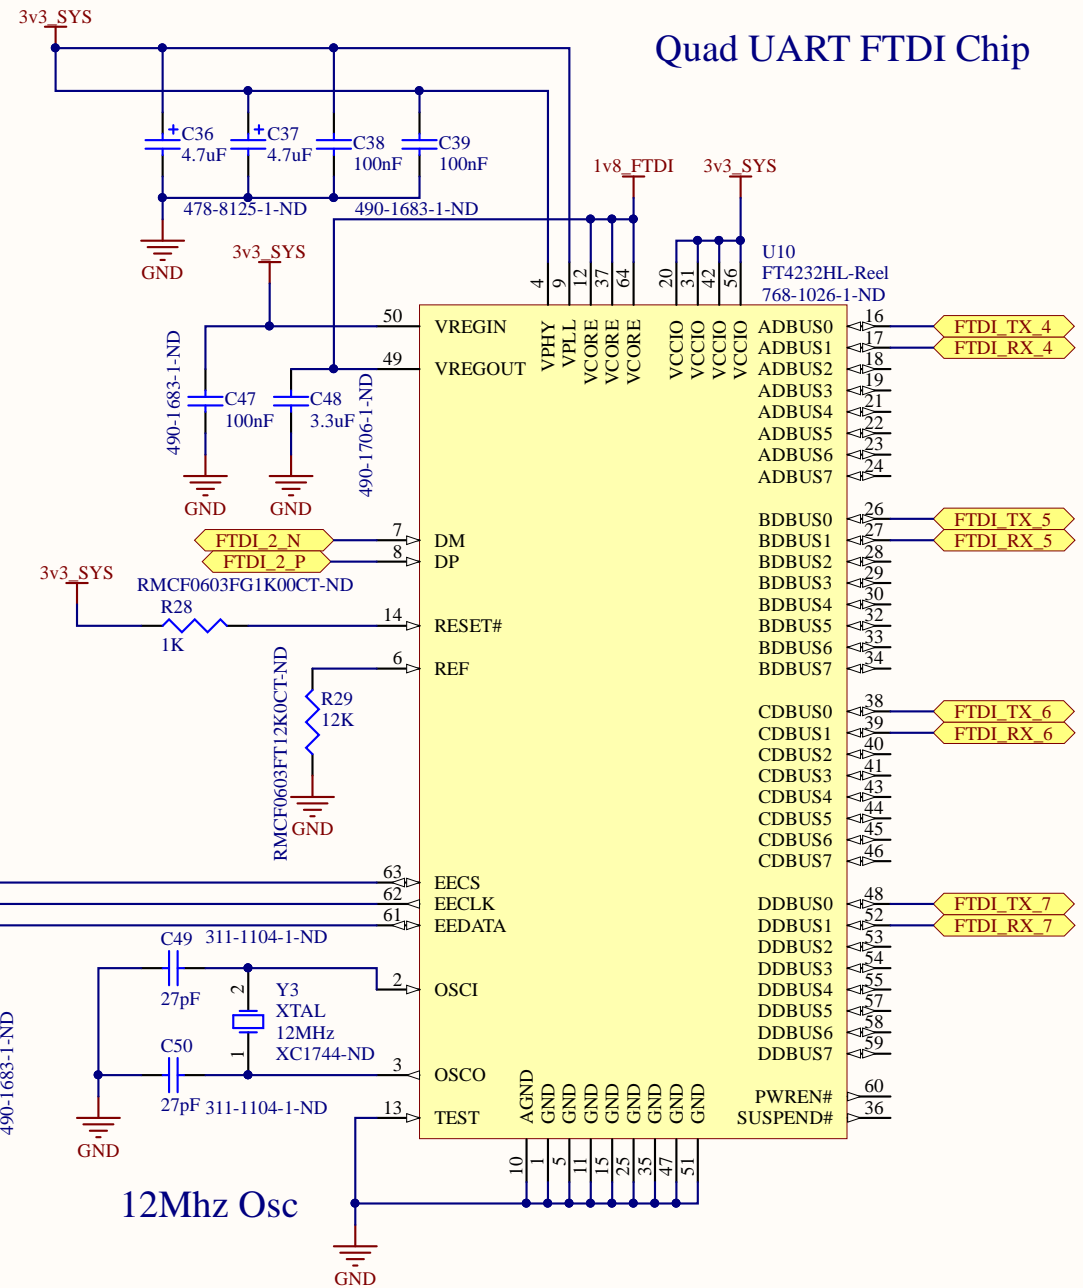 3v3_SYS
Quad UART FTDI Chip
C36
4.7uF
C37
4.7uF
C38
100nF
C39
100nF
478-8125-1-ND
490-1683-1-ND
GND
1v8_FTDI
3v3_SYS
3v3_SYS
U10
FT4232HL-Reel
768-1026-1-ND
4
9
12
37
64
20
31
42
56
VPHY
VPLL
VCORE
VCORE
VCORE
VCCIO
VCCIO
VCCIO
VCCIO
50
VREGIN
49
VREGOUT
490-1683-1-ND
C47
100nF
C48
3.3uF
490-1706-1-ND
GND
GND
FTDI_2_N
7
DM
FTDI_2_P
8
DP
3v3_SYS
RMCF0603FG1K00CT-ND
R28
1K
14
RESET#
6
REF
RMCF0603FT12K0CT-ND
R29
12K
GND
63
EECS
62
EECLK
61
EEDATA
C49
311-1104-1-ND
27pF
2
OSCI
2
Y3
XTAL
12MHz
XC1744-ND
1
C50
27pF
311-1104-1-ND
3
OSCO
490-1683-1-ND
GND
13
TEST
ADBUS0
16
FTDI_TX_4
ADBUS1
17
FTDI_RX_4
ADBUS2
18
ADBUS3
19
ADBUS4
21
ADBUS5
22
ADBUS6
23
ADBUS7
24
BDBUS0
26
FTDI_TX_5
BDBUS1
27
FTDI_RX_5
BDBUS2
28
BDBUS3
29
BDBUS4
30
BDBUS5
32
BDBUS6
33
BDBUS7
34
CDBUS0
38
FTDI_TX_6
CDBUS1
39
FTDI_RX_6
CDBUS2
40
CDBUS3
41
CDBUS4
43
CDBUS5
44
CDBUS6
45
CDBUS7
46
DDBUS0
48
FTDI_TX_7
DDBUS1
52
FTDI_RX_7
DDBUS2
53
DDBUS3
54
DDBUS4
55
DDBUS5
57
DDBUS6
58
DDBUS7
59
PWREN#
60
SUSPEND#
36
AGND
GND
GND
GND
GND
GND
GND
GND
GND
10
1
5
11
15
25
35
47
51
12Mhz Osc
GND